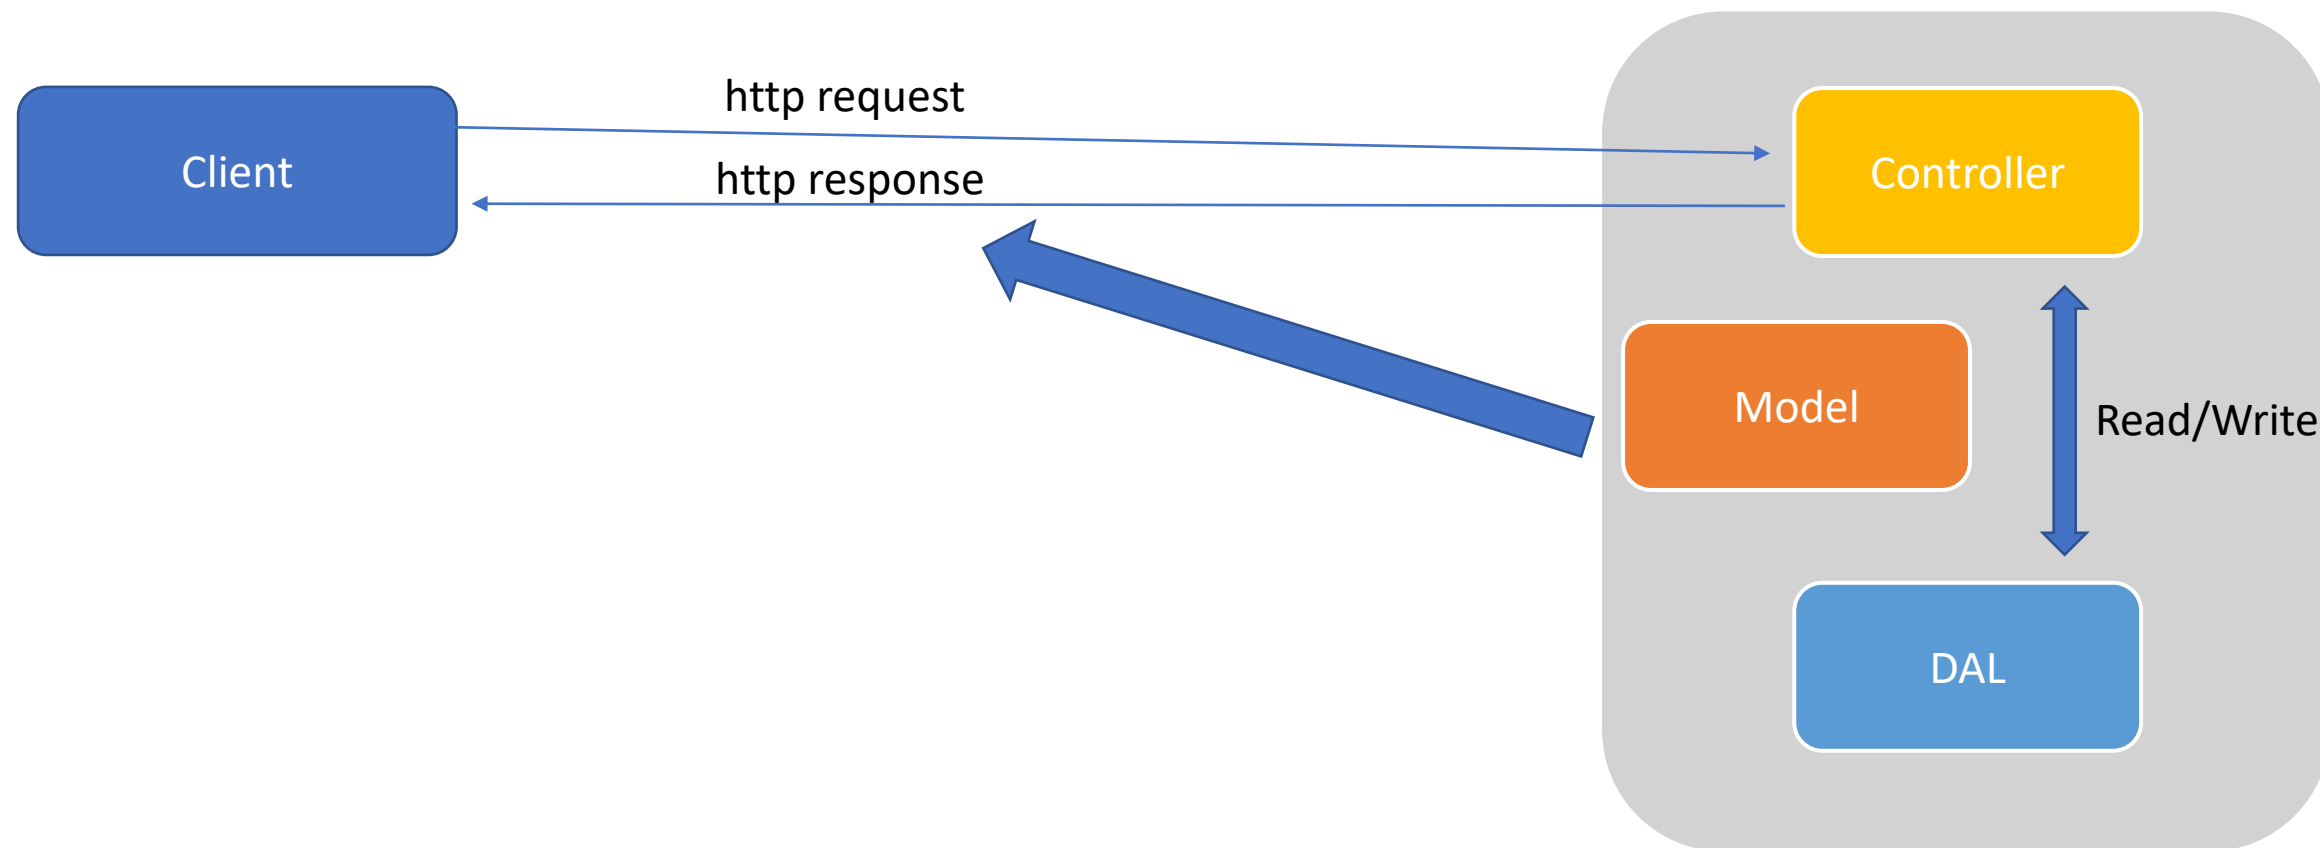 http request
Client
Controller
http response
Model
Read/Write
DAL